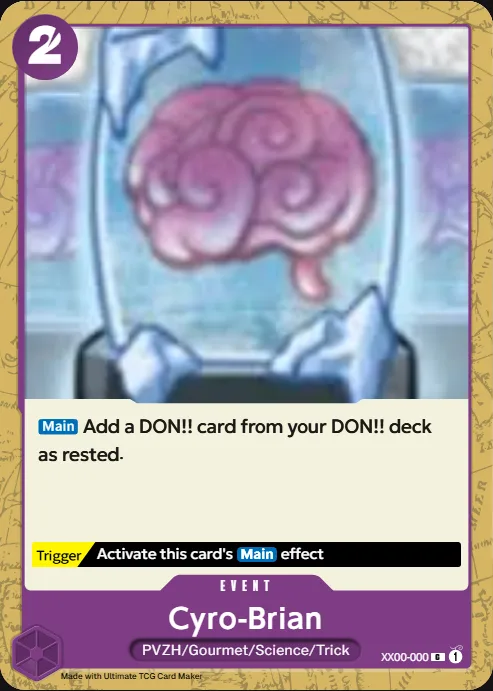 2
Main Add a DON!! card from your DON!! deck
as rested.
Trigger Activate this card's Main effect
EVENT
Cyro-Brian
PVZH/Gourmet/Science/Trick
XX00-000 C 1
Made with Ultimate TCG Card Maker